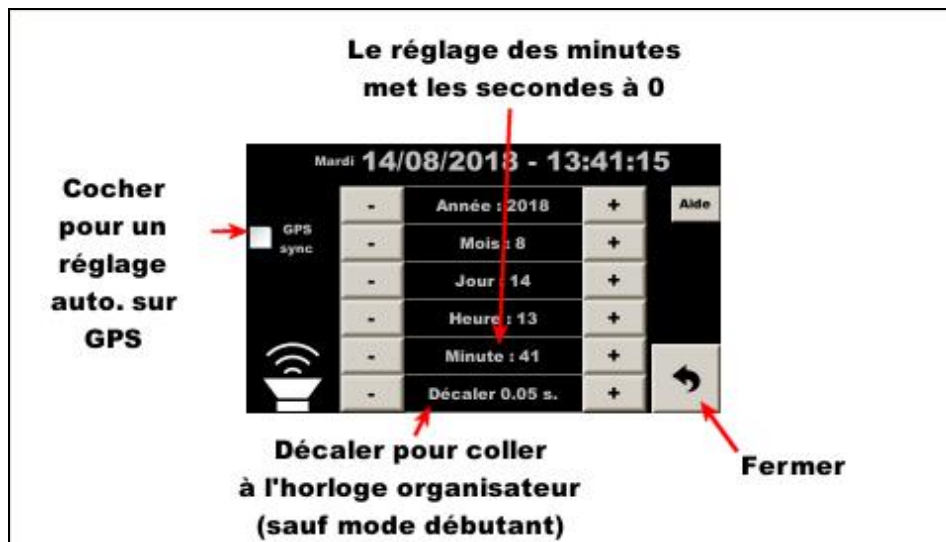 Le réglage des minutes
met les secondes à 0
Mardi 14/08/2018 - 13:41:15
Cocher
pour un
réglage
auto. sur
GPS
GPS
sync
- Année : 2018 +
Aide
- Mois : 8 +
- Jour : 14 +
- Heure : 13 +
- Minute : 41 +
- Décaler 0.05 s. +
Décaler pour coller
à l'horloge organisateur
(sauf mode débutant)
Fermer